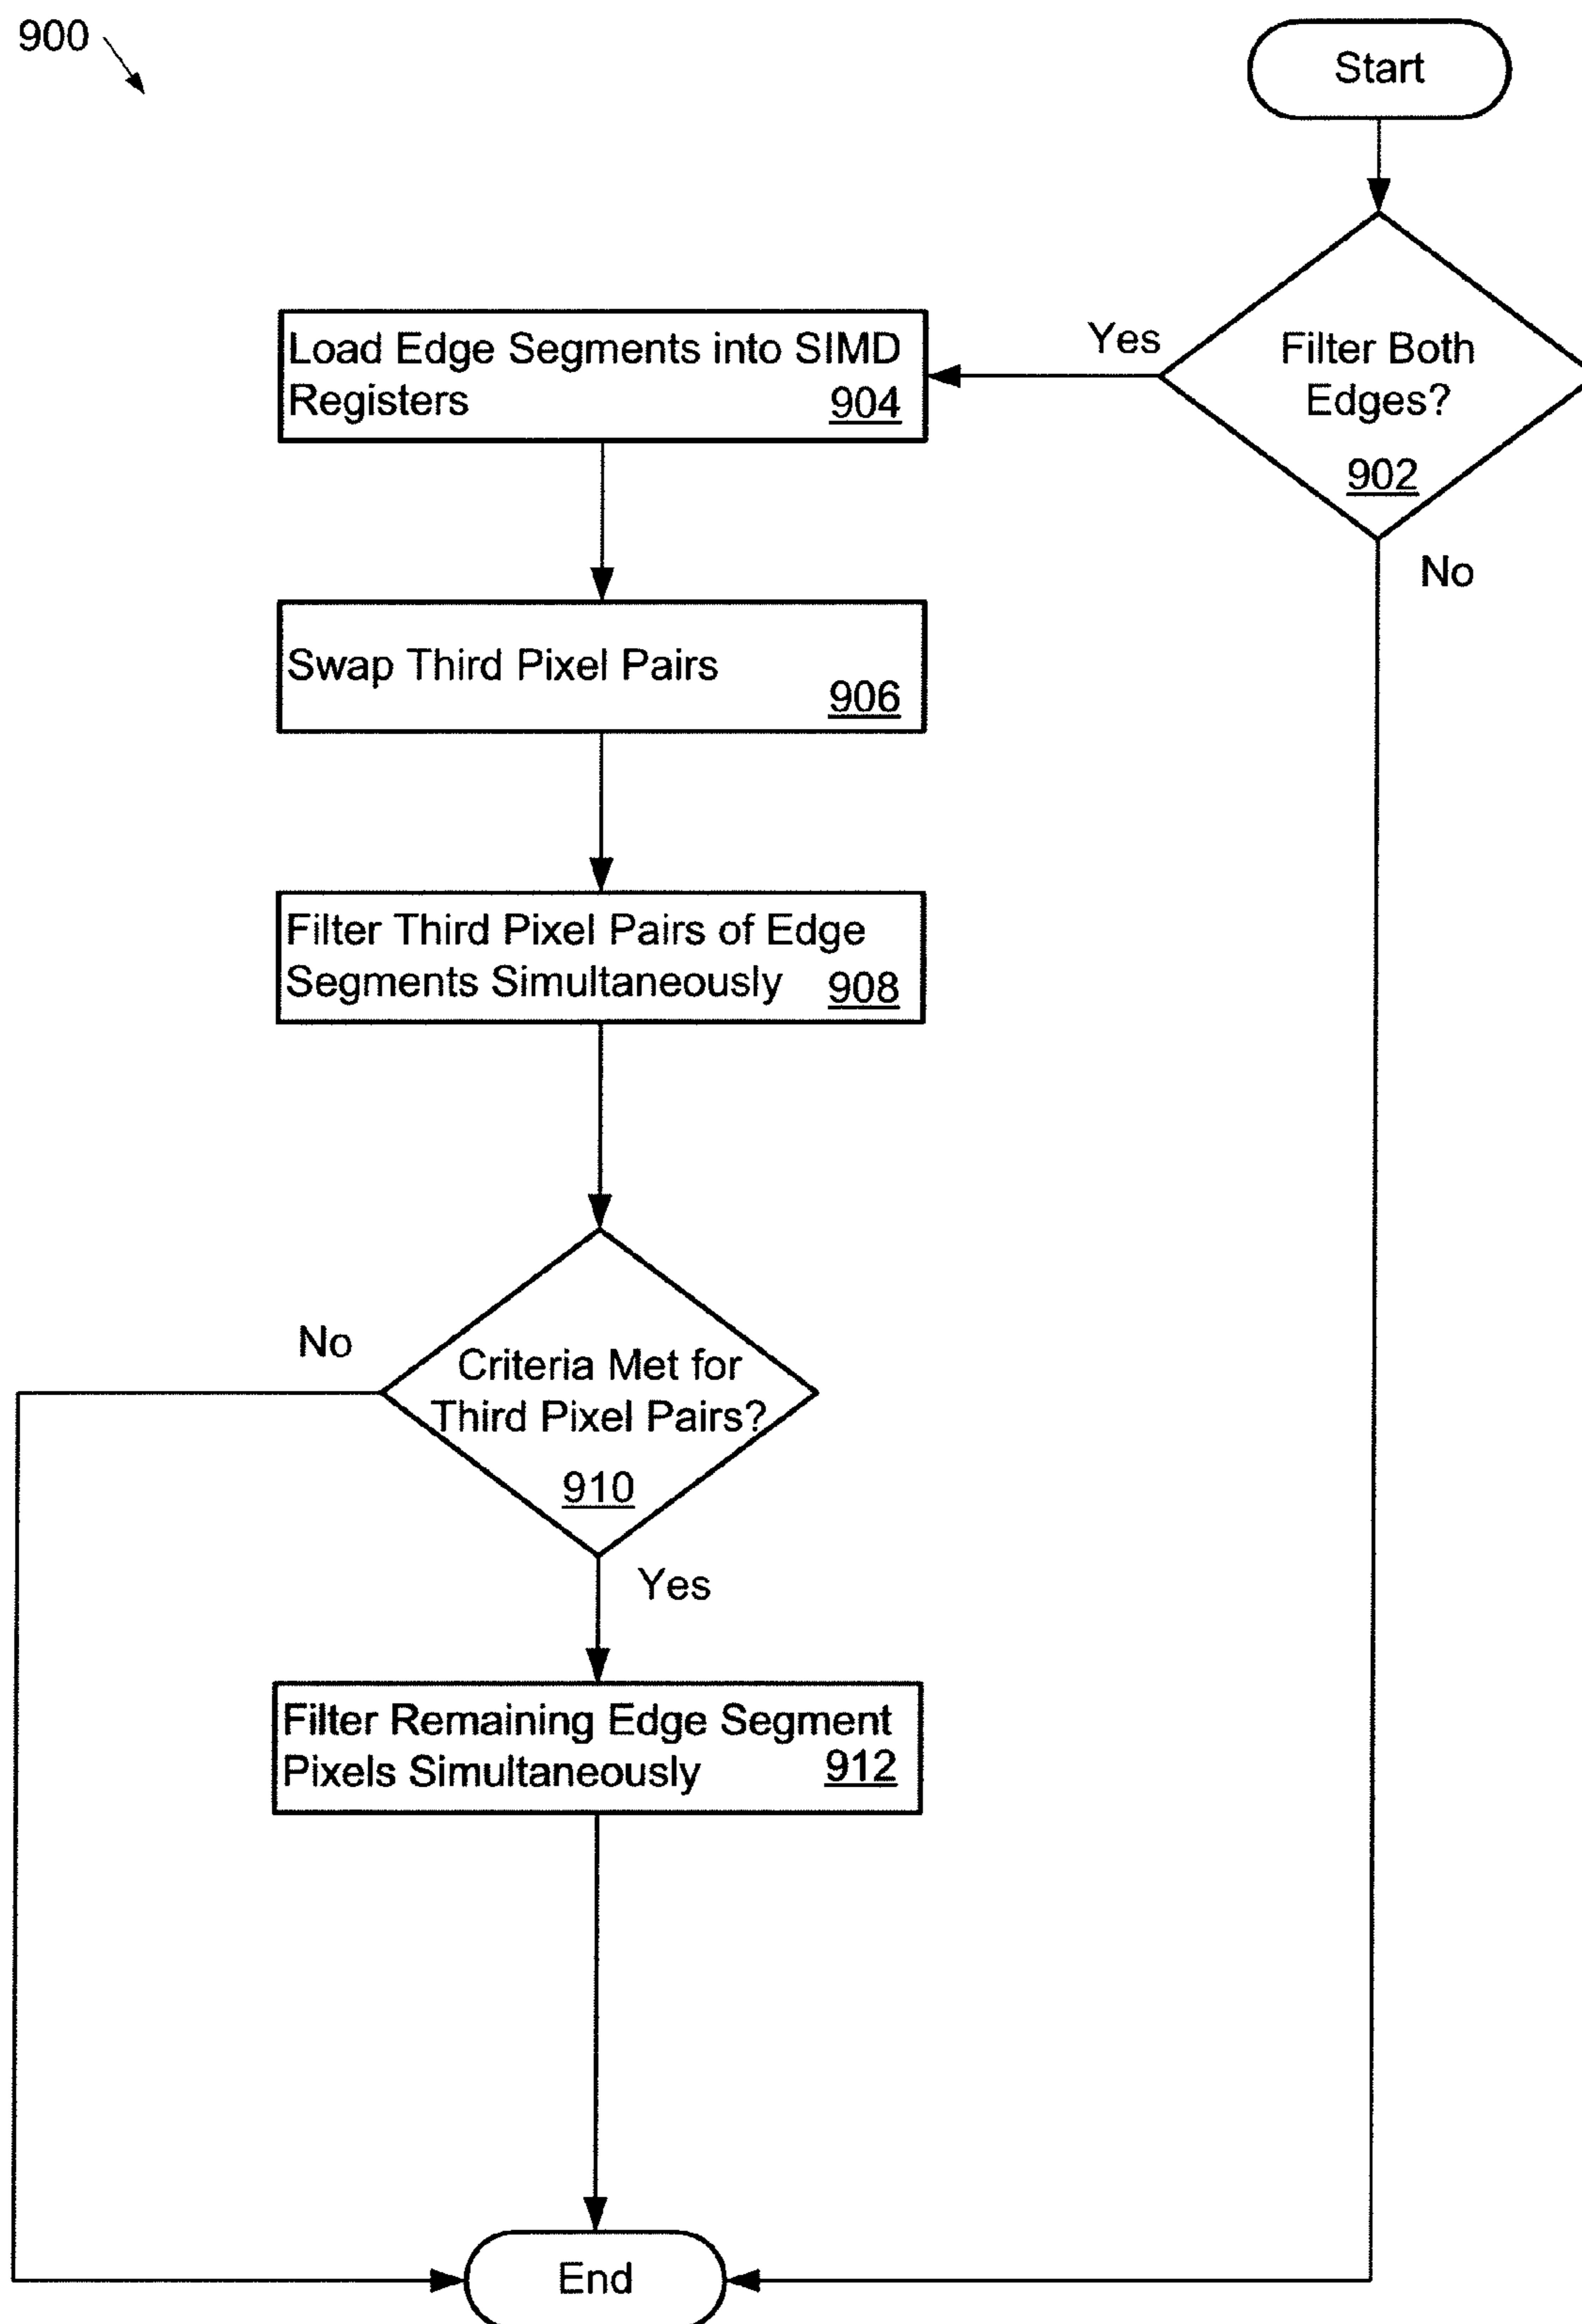 900
Start
Filter Both
Edges?
902
Yes
No
Load Edge Segments into SIMD
Registers 904
Swap Third Pixel Pairs
906
Filter Third Pixel Pairs of Edge
Segments Simultaneously 908
Criteria Met for
Third Pixel Pairs?
910
No
Yes
Filter Remaining Edge Segment
Pixels Simultaneously 912
End